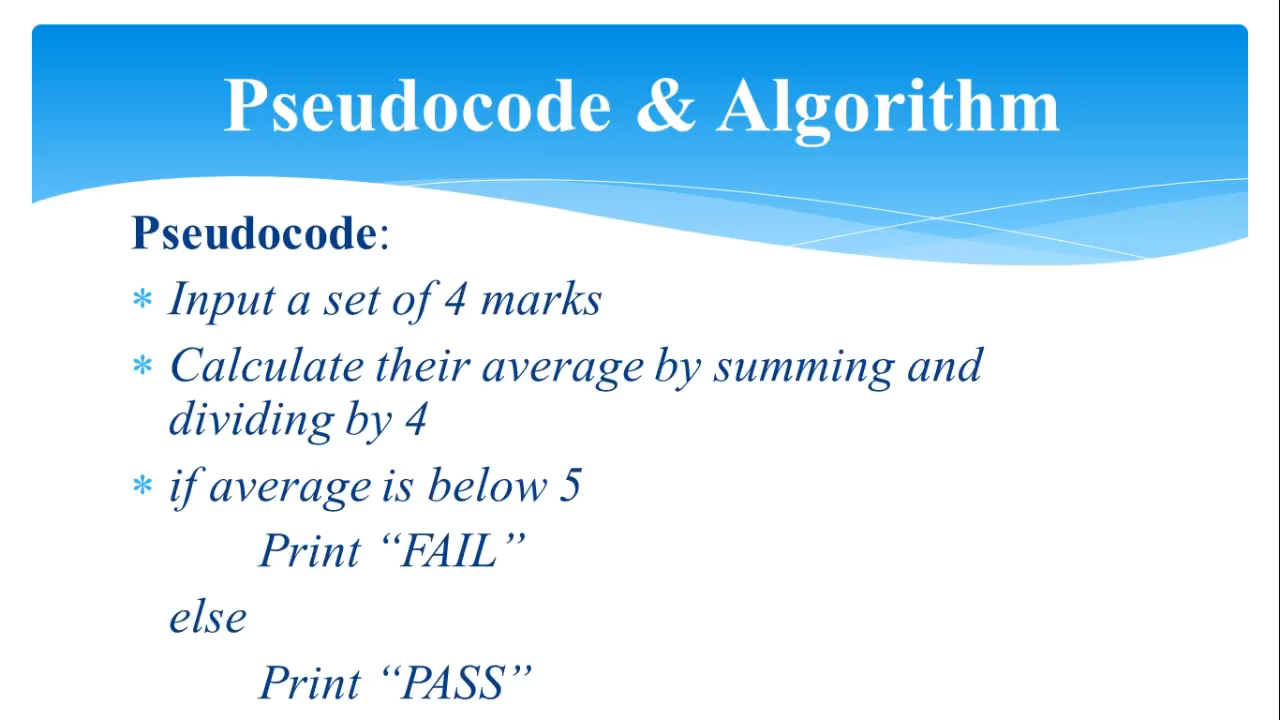 Pseudocode & Algorithm
Pseudocode:
* Input a set of 4 marks
* Calculate their average by summing and
dividing by 4
* if average is below 5
Print “FAIL”
else
Print “PASS”